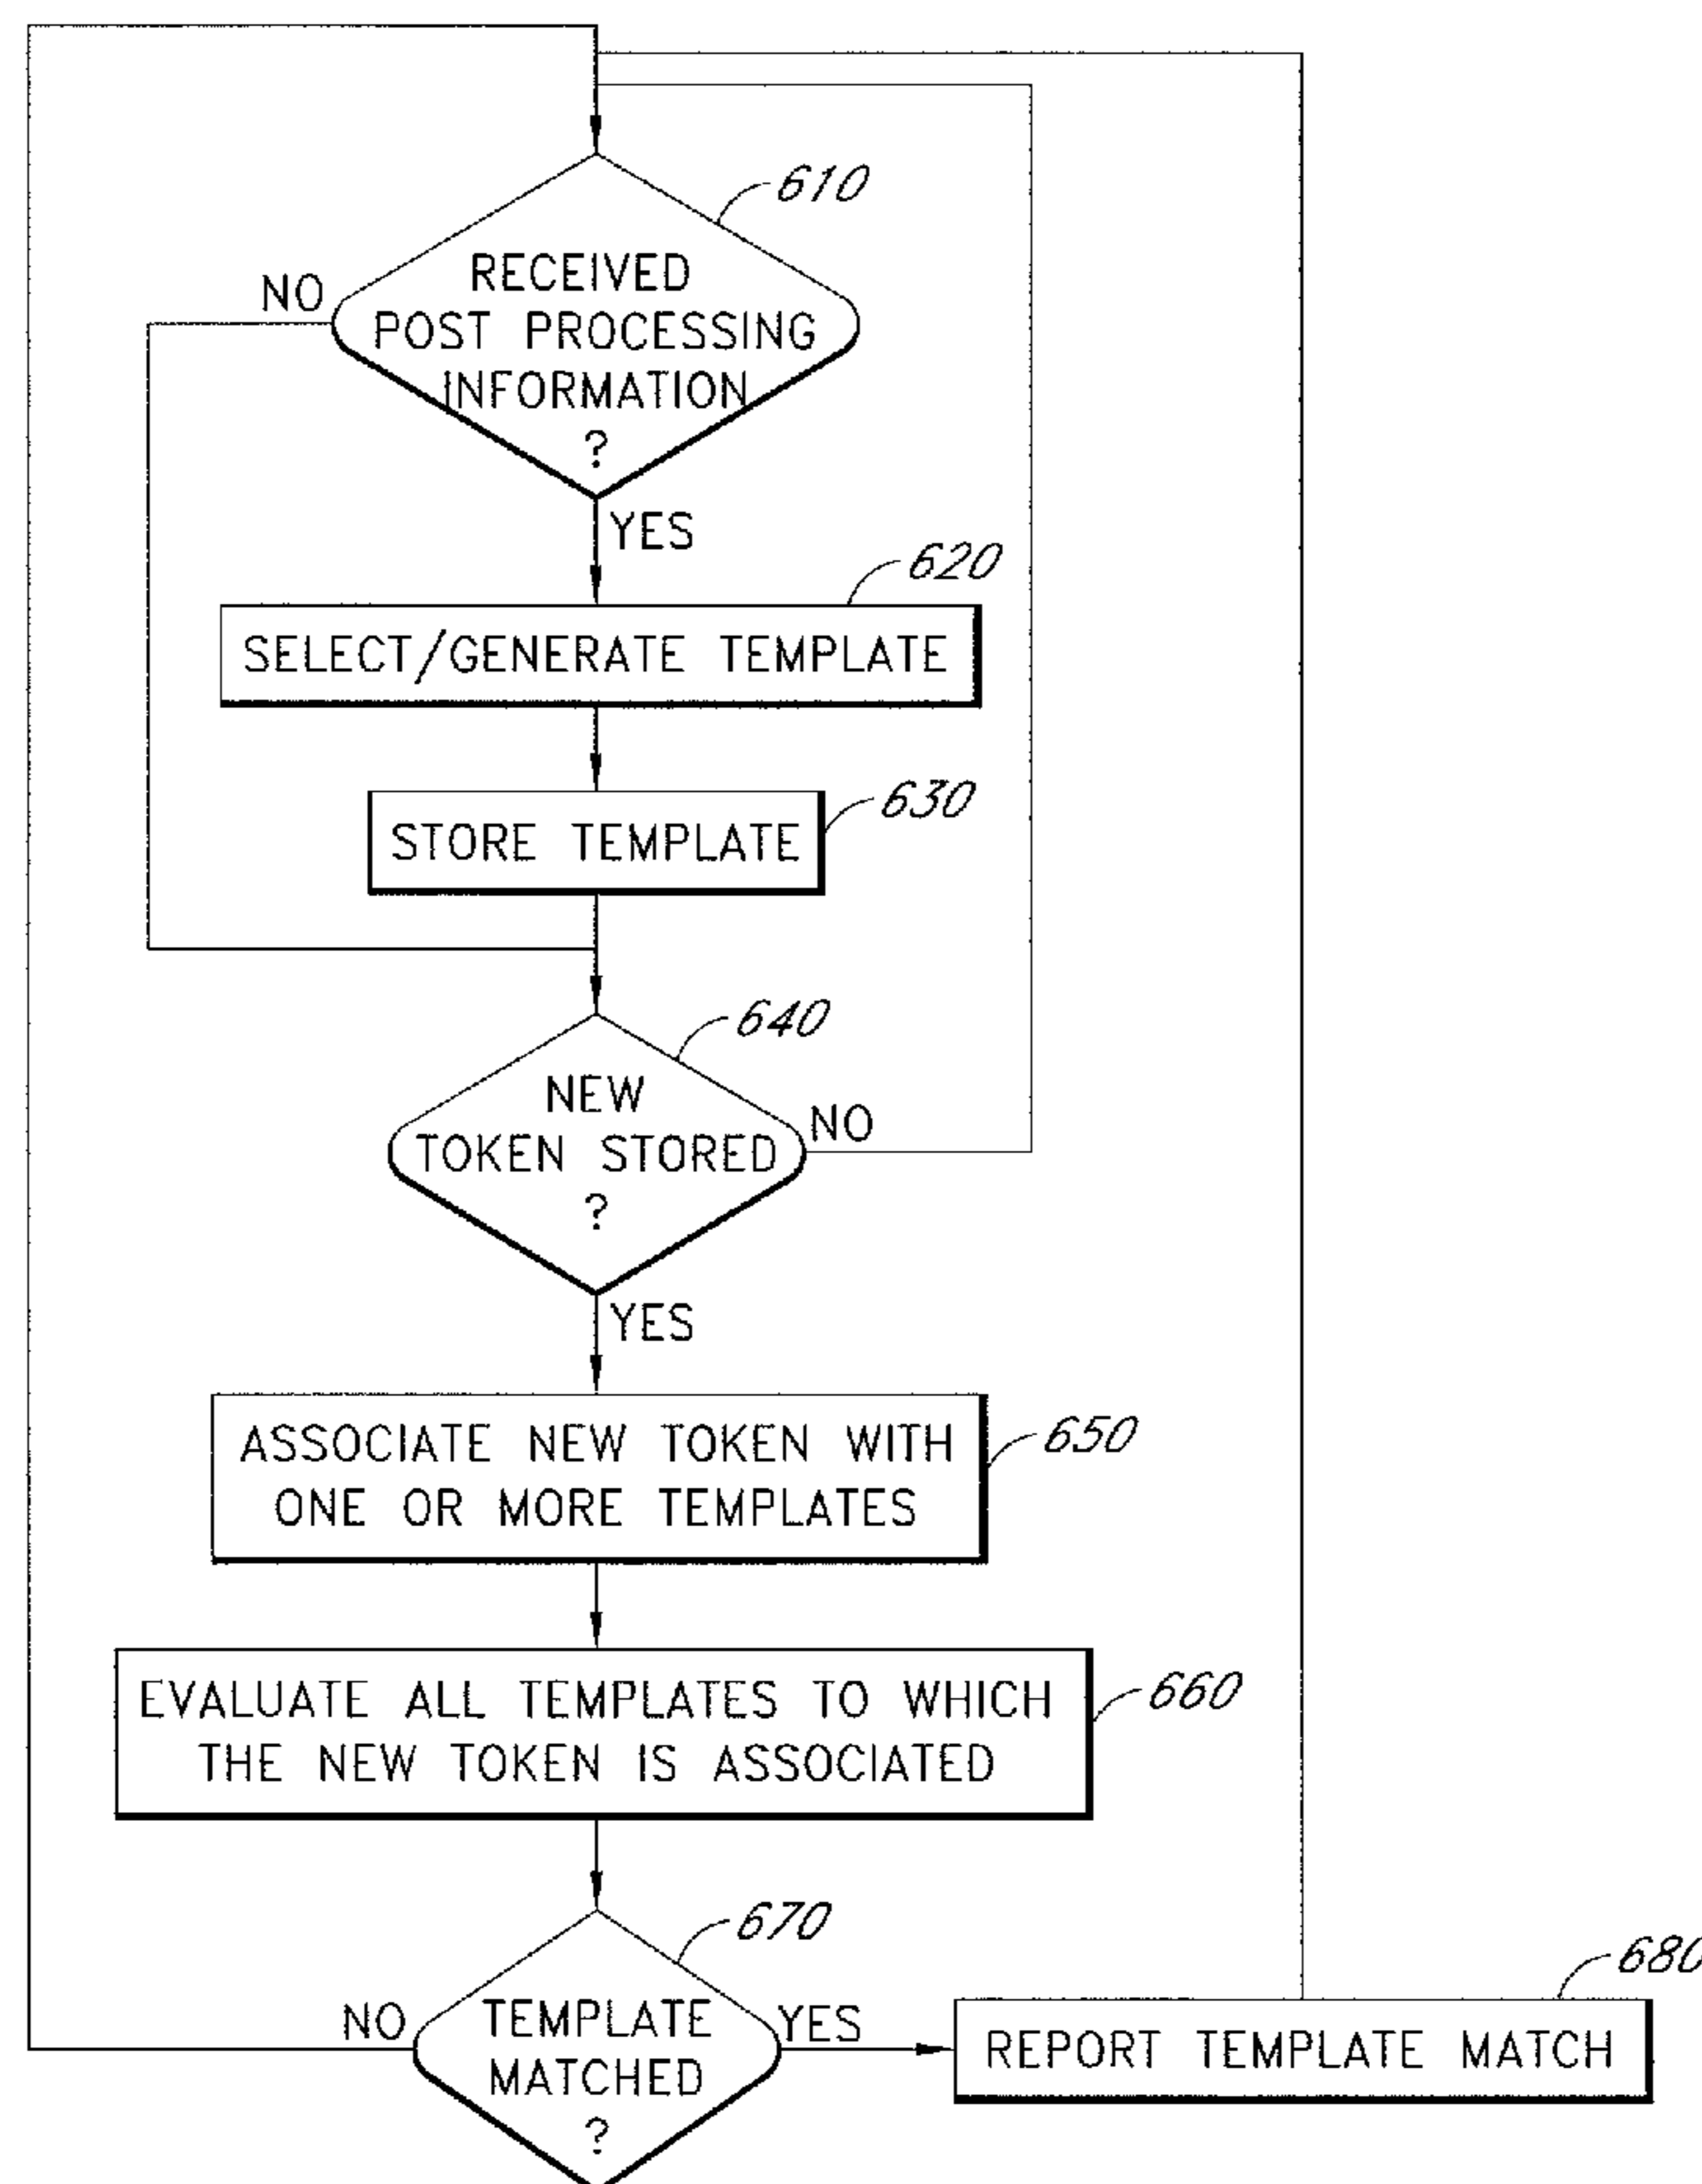 610
RECEIVED
NO
POST PROCESSING
INFORMATION
?
YES
620
SELECT/GENERATE TEMPLATE
630
STORE TEMPLATE
640
NEW
NO
TOKEN STORED
?
YES
650
ASSOCIATE NEW TOKEN WITH
ONE OR MORE TEMPLATES
660
EVALUATE ALL TEMPLATES TO WHICH
THE NEW TOKEN IS ASSOCIATED
670
680
NO
TEMPLATE
MATCHED
?
YES
REPORT TEMPLATE MATCH